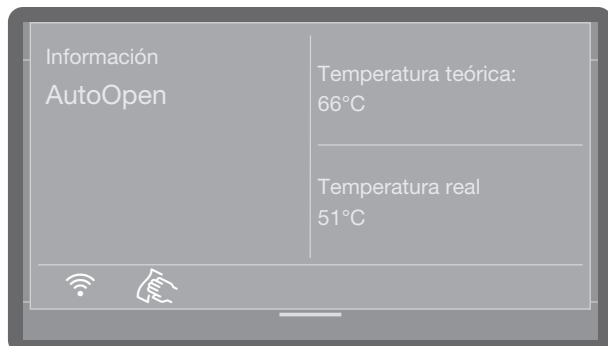 Información
AutoOpen
Temperatura teórica:
66°C
Temperatura real
51°C